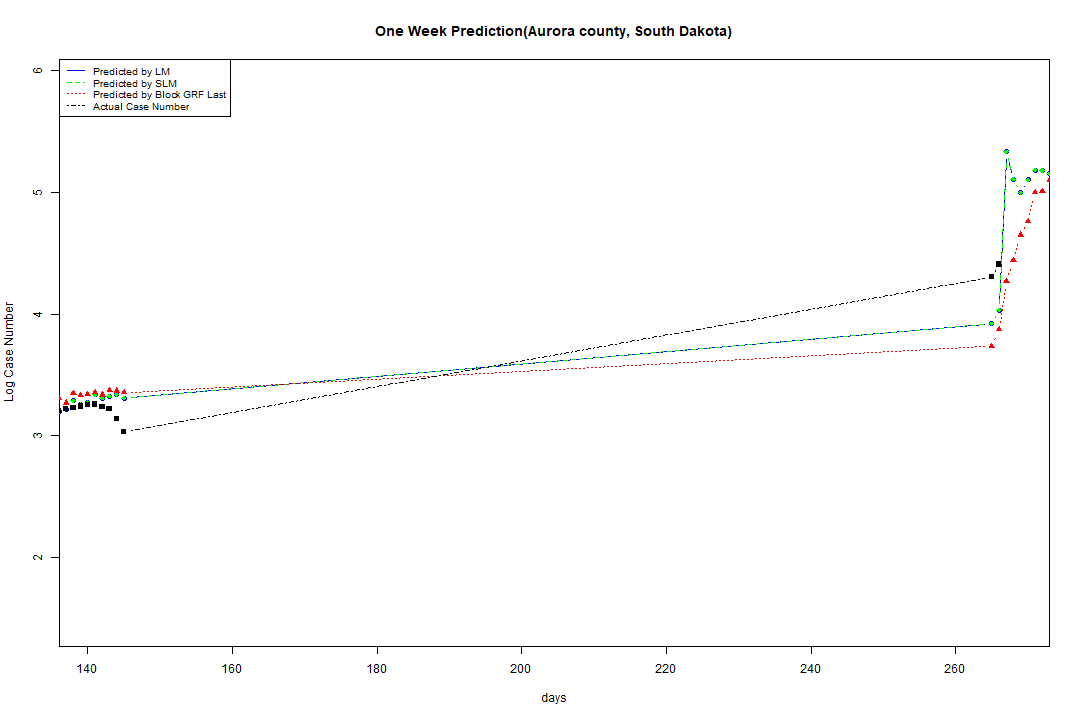 One Week Prediction(Aurora county, South Dakota)
Predicted by LM
Predicted by SLM
Predicted by Block GRF Last
Actual Case Number
6
5
4
3
2
Log Case Number
140 160 180 200 220 240 260
days